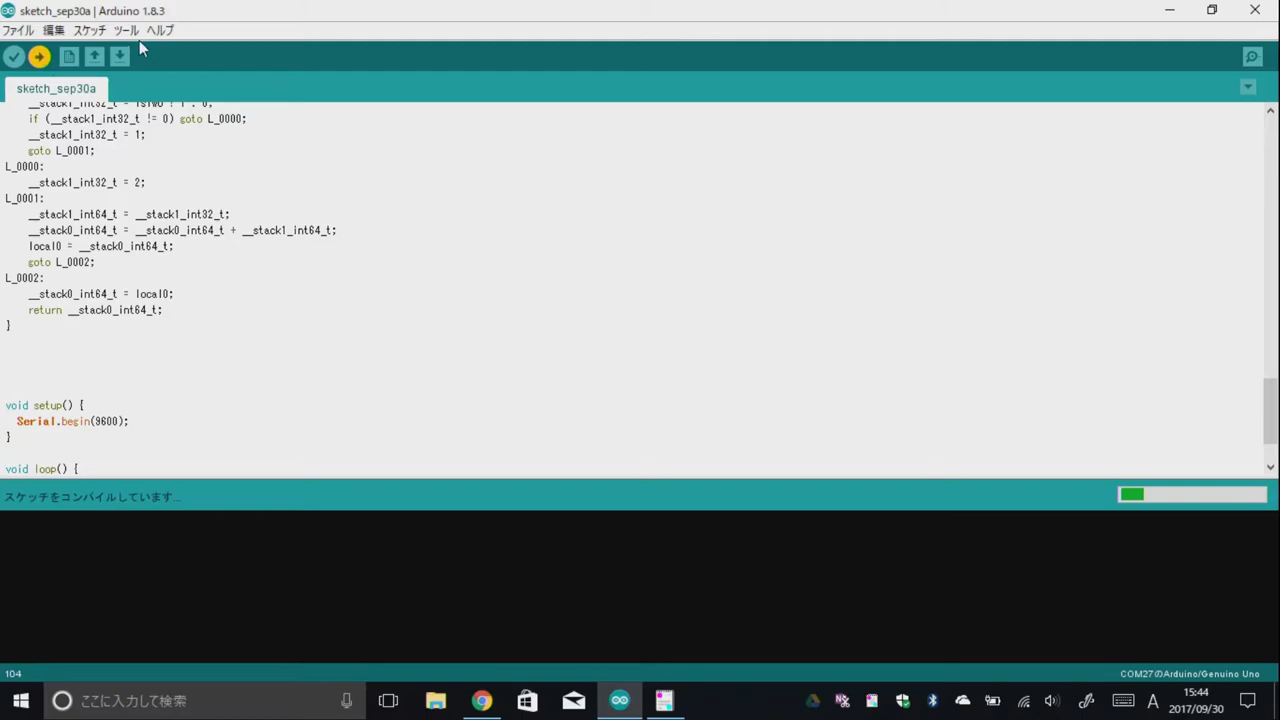 sketch_sep30a | Arduino 1.8.3
ファイル 編集 スケッチ ツール ヘルプ
sketch_sep30a
__stack1_int32_t = isTwo ? 1 : 0;
if (__stack1_int32_t != 0) goto L_0000;
__stack1_int32_t = 1;
goto L_0001;
L_0000:
__stack1_int32_t = 2;
L_0001:
__stack1_int64_t = __stack1_int32_t;
__stack0_int64_t = __stack0_int64_t + __stack1_int64_t;
local0 = __stack0_int64_t;
goto L_0002;
L_0002:
__stack0_int64_t = local0;
return __stack0_int64_t;
}
void setup() {
Serial.begin(9600);
}
void loop() {
スケッチをコンパイルしています...
104
COM27のArduino/Genuino Uno
ここに入力して検索
A
15:44
2017/09/30